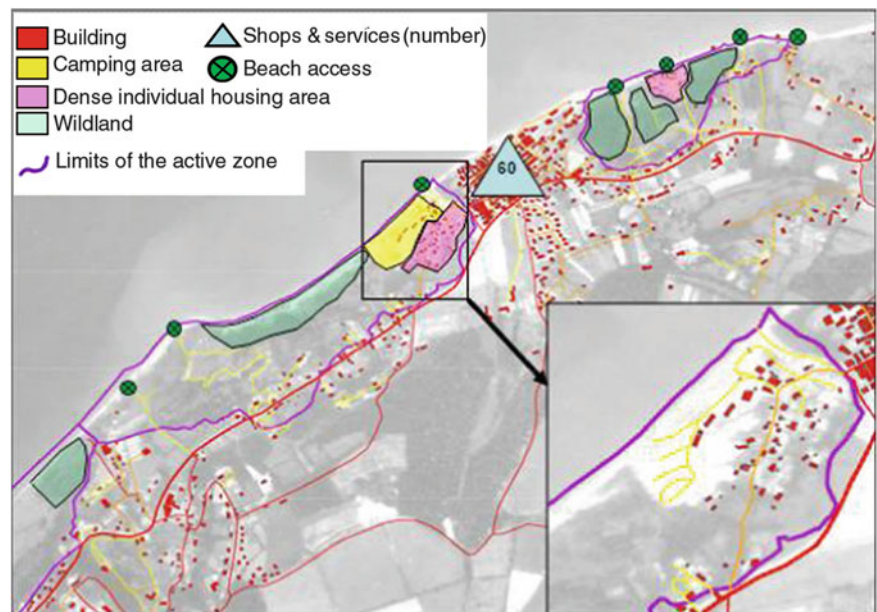 Building
Camping area
Dense individual housing area
Wildland
Limits of the active zone
Shops & services (number)
Beach access
60